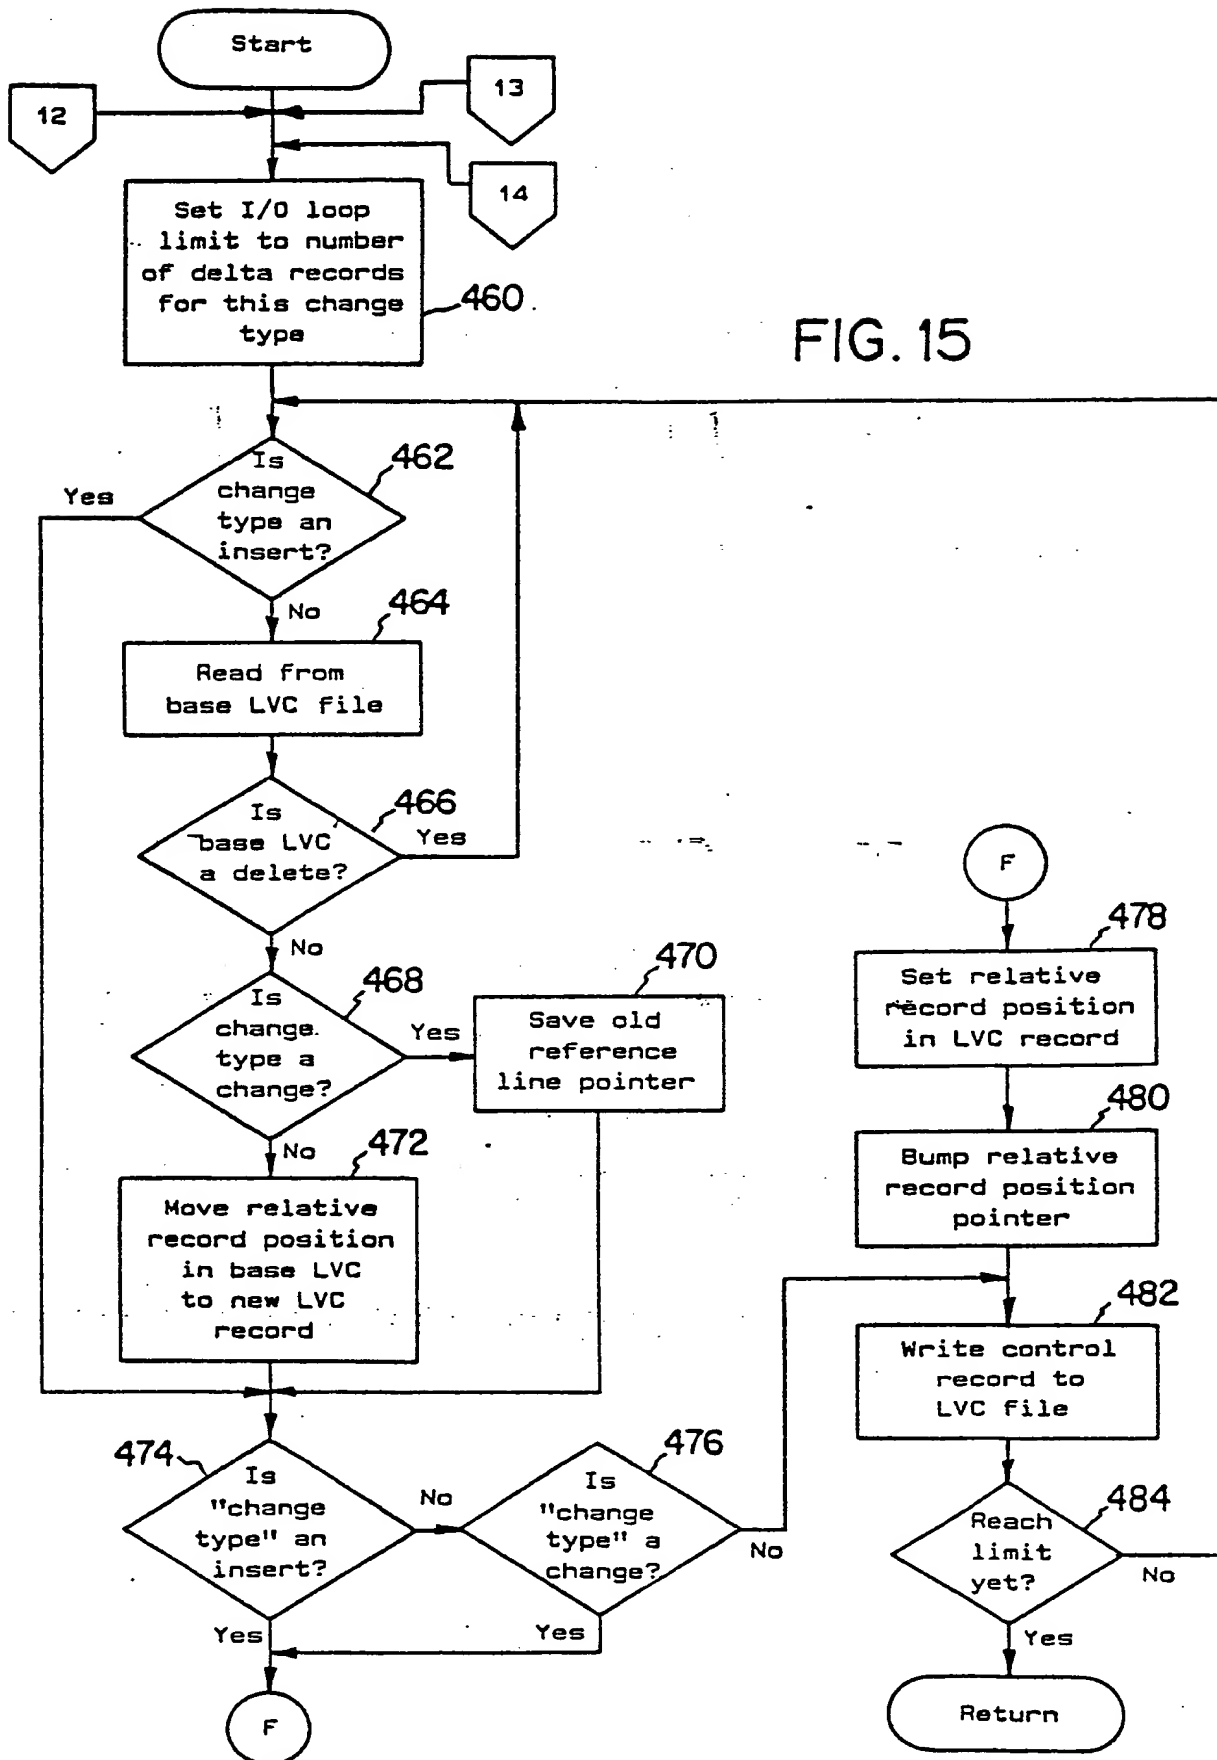 Start
12
13
14
Set I/O loop
limit to number
of delta records
for this change
type
460
FIG. 15
Is
change
type an
insert?
462
Yes
No
464
Read from
base LVC file
Is
base LVC
a delete?
466
Yes
No
Is
change
type a
change?
468
Yes
470
Save old
reference
line pointer
No
472
Move relative
record position
in base LVC
to new LVC
record
474
Is
"change
type" an
insert?
No
476
Is
"change
type" a
change?
No
Yes
Yes
F
F
478
Set relative
record position
in LVC record
480
Bump relative
record position
pointer
482
Write control
record to
LVC file
484
Reach
limit
yet?
No
Yes
Return